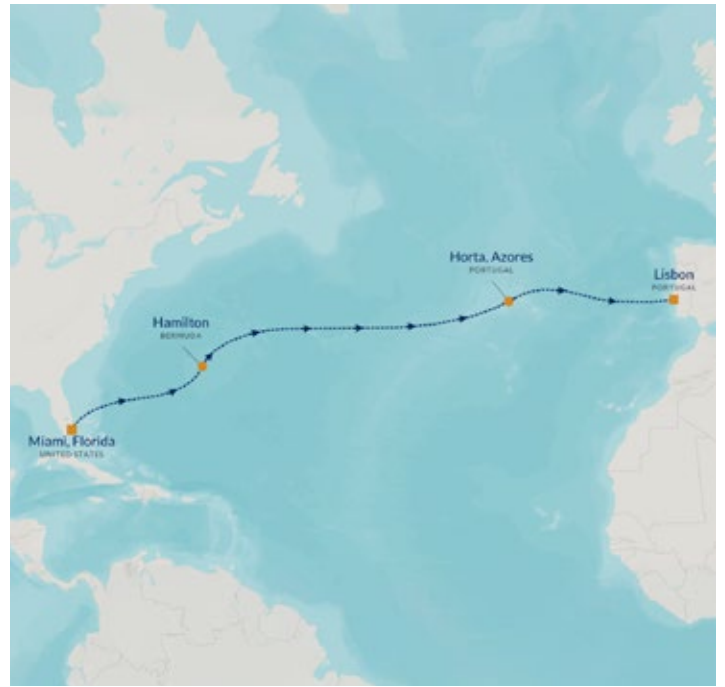 Horta, Azores
PORTUGAL
Lisbon
PORTUGAL
Hamilton
BERMUDA
Miami, Florida
UNITED STATES